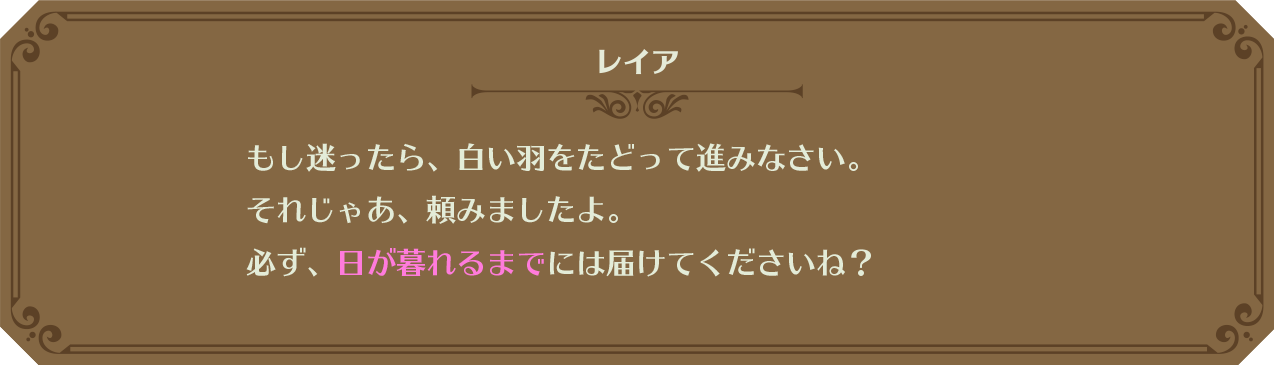 レイア
もし迷ったら、白い羽をたどって進みなさい。
それじゃあ、頼みましたよ。
必ず、日が暮れるまでには届けてくださいね？